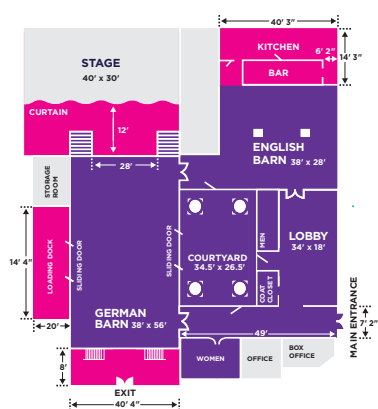 40' 3"
KITCHEN
6' 2"
14' 3"
BAR
STAGE
40' x 30'
CURTAIN
12'
28'
ENGLISH
BARN 38' x 28'
STORAGE
ROOM
14' 4"
LOADING DOCK
SLIDING DOOR
SLIDING DOOR
COURTYARD
34.5' x 26.5'
MEN
LOBBY
34' x 18'
COAT
CLOSET
20'
GERMAN
BARN 38' x 56'
MAIN ENTRANCE
7' 2"
49'
8'
WOMEN
OFFICE
BOX
OFFICE
EXIT
40' 4"